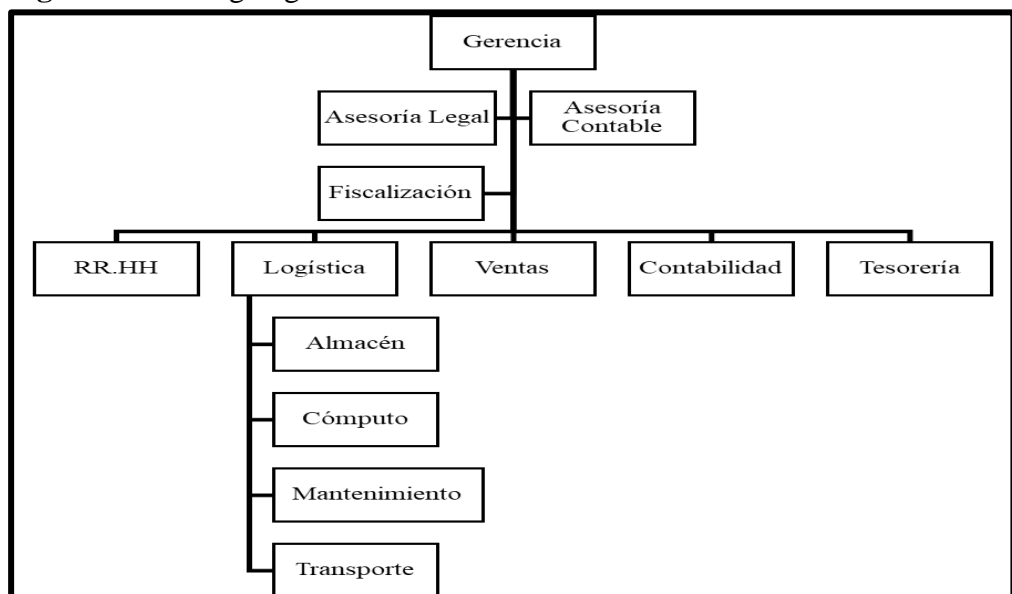 Gerencia
Asesoría Legal
Asesoría
Contable
Fiscalización
RR.HH
Logística
Ventas
Contabilidad
Tesorería
Almacén
Cómputo
Mantenimiento
Transporte